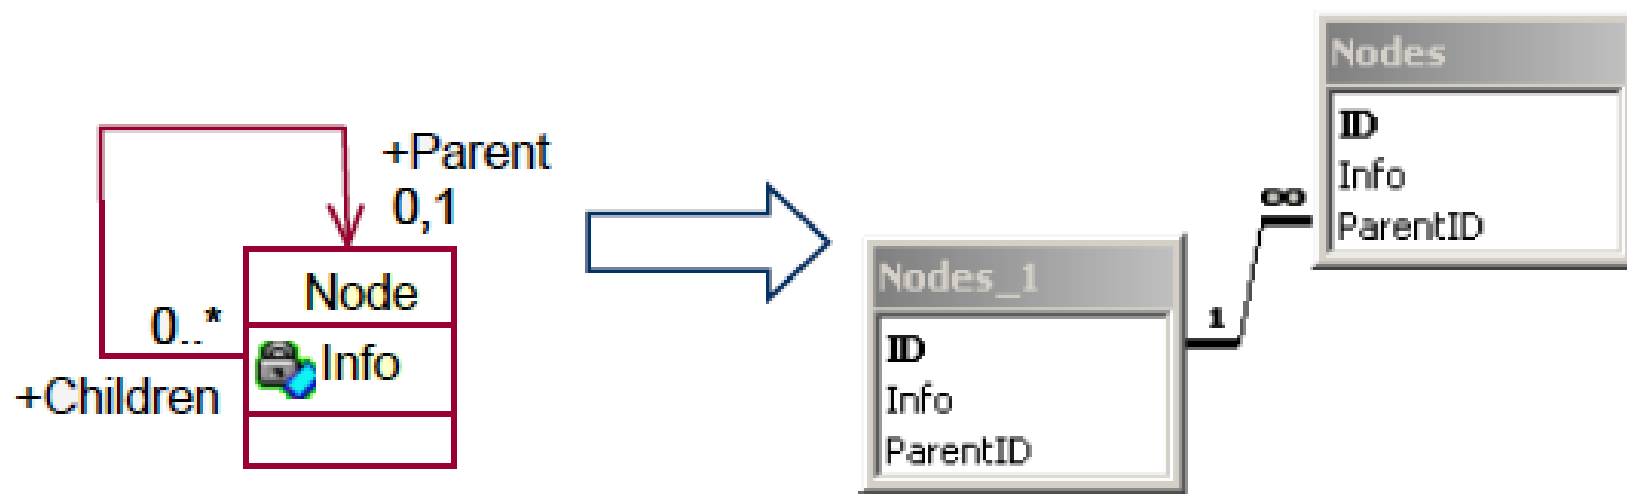 +Parent
0,1
Node
0..*
Info
+Children
Nodes_1
ID
Info
ParentID
1
∞
Nodes
ID
Info
ParentID